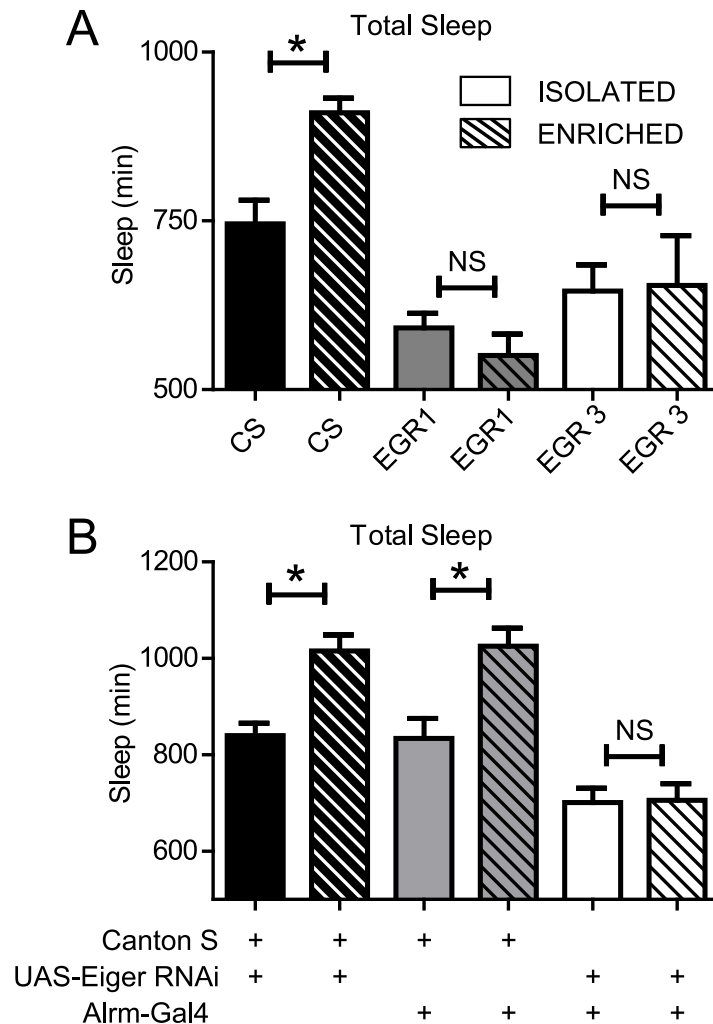 A
Total Sleep
1000
750
500
Sleep (min)
*
NS
NS
ISOLATED
ENRICHED
CS
CS
EGR1
EGR1
EGR 3
EGR 3
B
Total Sleep
1200
1000
800
600
Sleep (min)
*
*
NS
Canton S + + + +
UAS-Eiger RNAi + + + +
Alrm-Gal4 + + + +